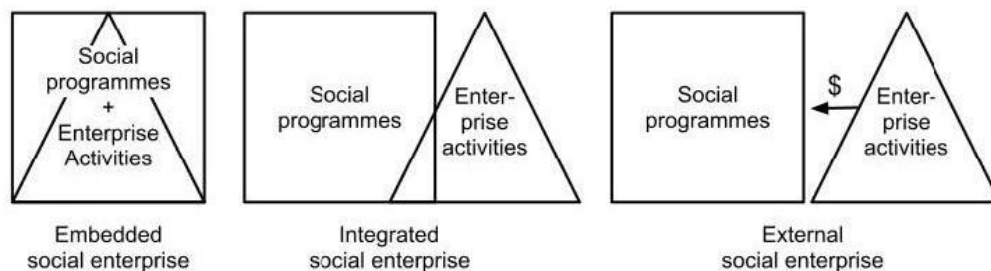 Social
programmes
+
Enterprise
Activities
Embedded
social enterprise
Social
programmes
Enter-
prise
activities
Integrated
social enterprise
Social
programmes
$
Enter-
prise
activities
External
social enterprise